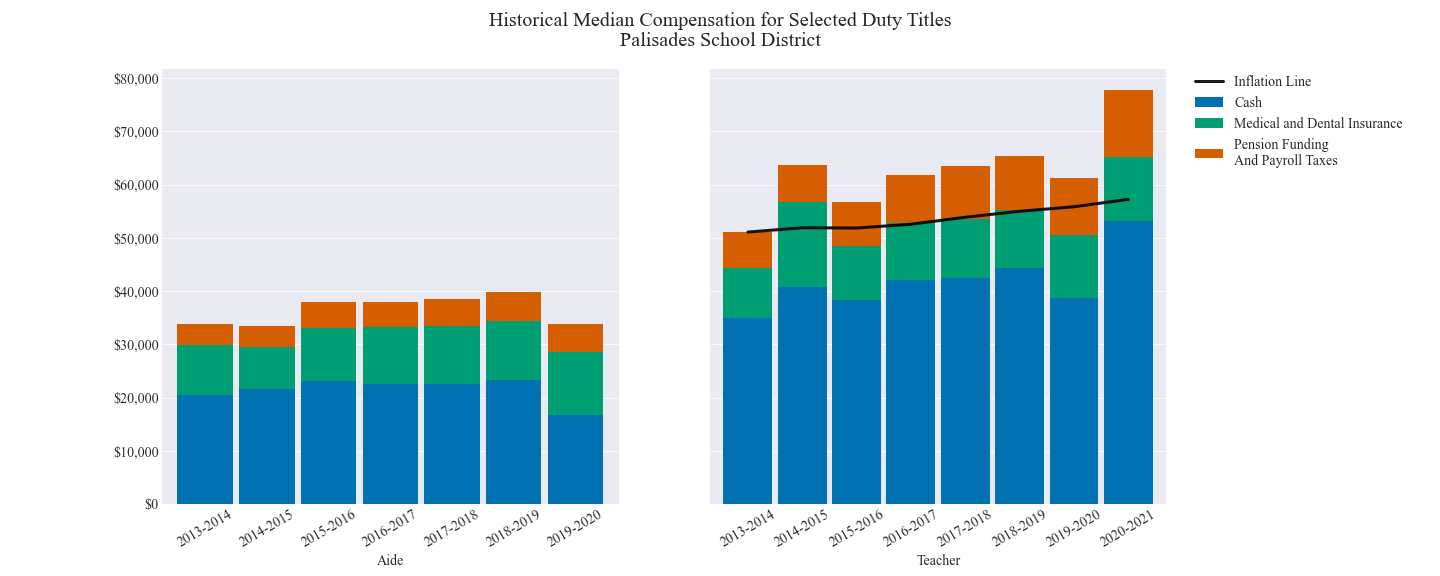 Historical Median Compensation for Selected Duty Titles
Palisades School District
$80,000
$70,000
$60,000
$50,000
$40,000
$30,000
$20,000
$10,000
$0
2013-2014
2014-2015
2015-2016
2016-2017
2017-2018
2018-2019
2019-2020
Aide
2013-2014
2014-2015
2015-2016
2016-2017
2017-2018
2018-2019
2019-2020
2020-2021
Teacher
Inflation Line
Cash
Medical and Dental Insurance
Pension Funding
And Payroll Taxes